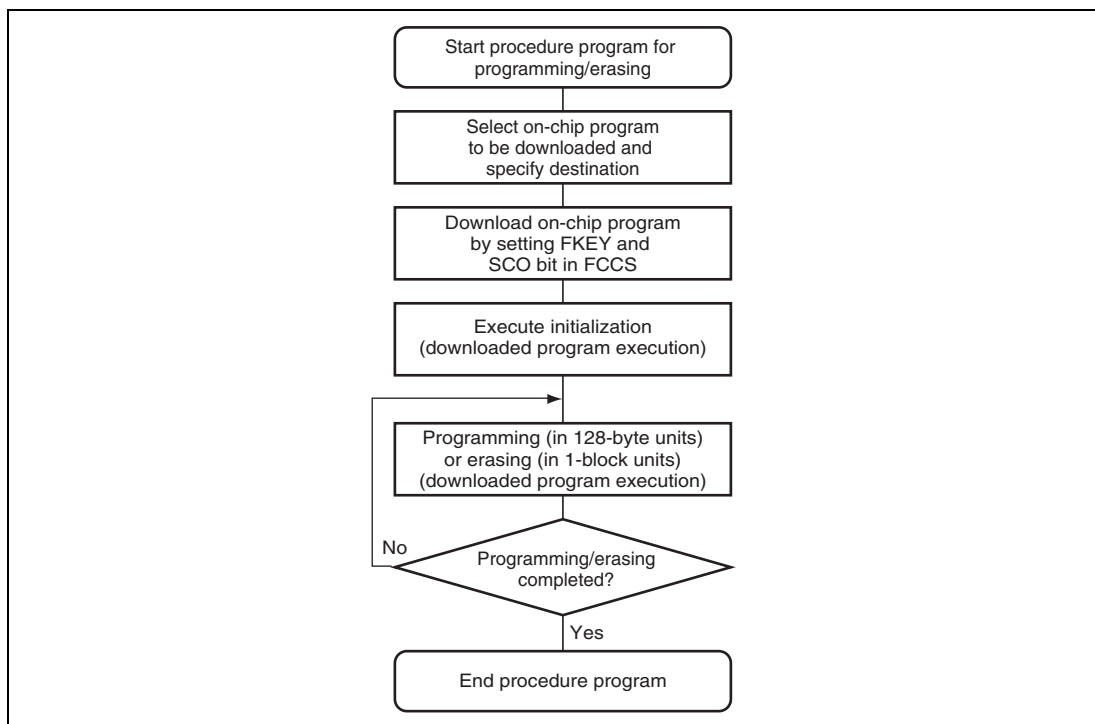 Start procedure program for
programming/erasing
Select on-chip program
to be downloaded and
specify destination
Download on-chip program
by setting FKEY and
SCO bit in FCCS
Execute initialization
(downloaded program execution)
Programming (in 128-byte units)
or erasing (in 1-block units)
(downloaded program execution)
No
Programming/erasing
completed?
Yes
End procedure program